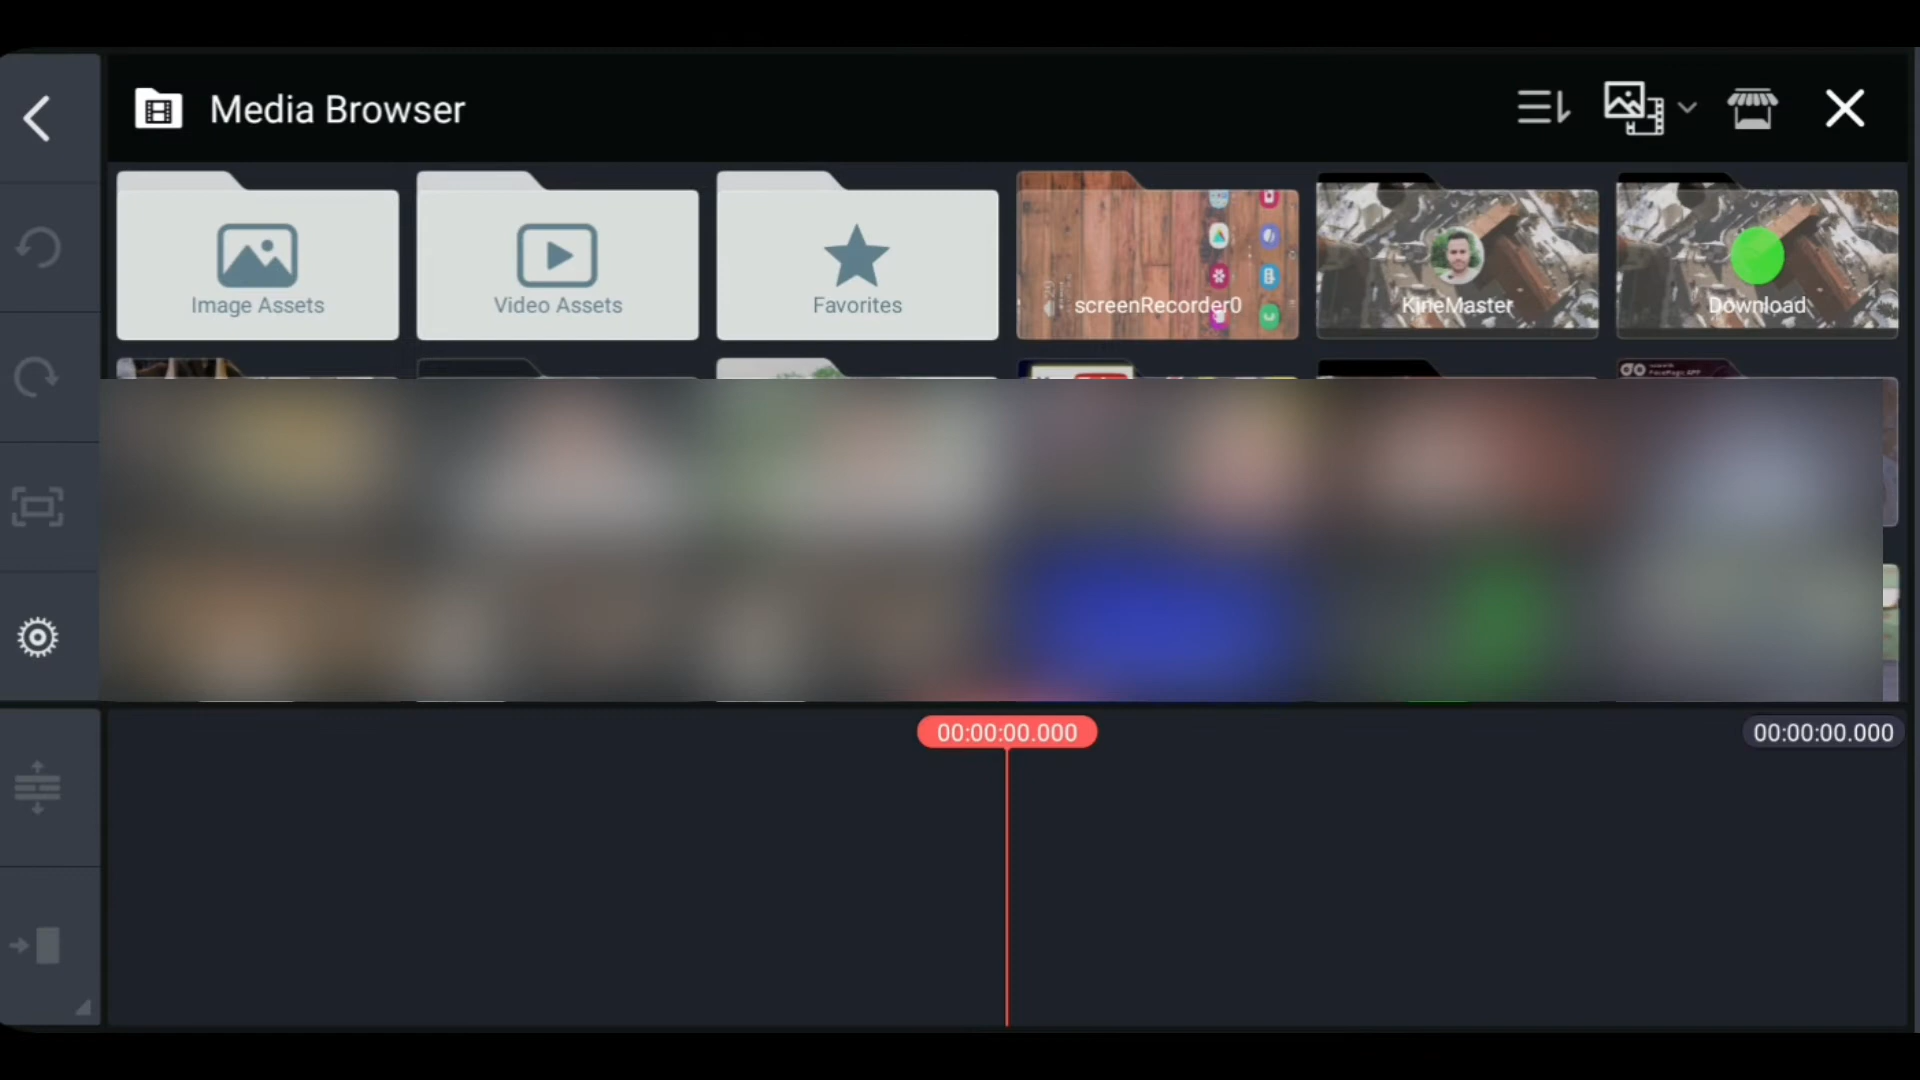 Media Browser
Image Assets
Video Assets
Favorites
screenRecorder0
KineMaster
Download
00:00:00.000
00:00:00.000